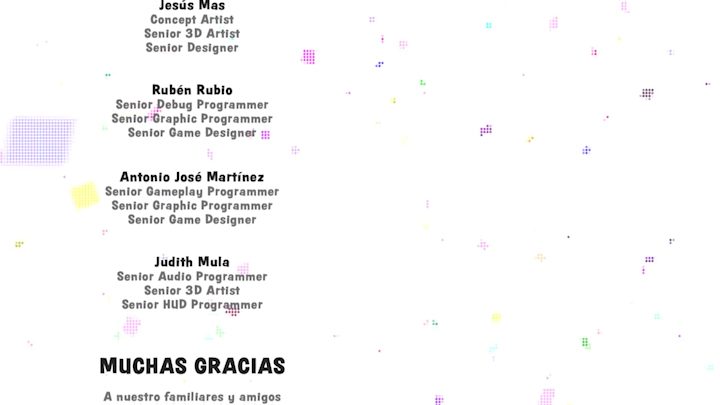 Jesús Mas
Concept Artist
Senior 3D Artist
Senior Designer
Rubén Rubio
Senior Debug Programmer
Senior Graphic Programmer
Senior Game Designer
Antonio José Martínez
Senior Gameplay Programmer
Senior Graphic Programmer
Senior Game Designer
Judith Mula
Senior Audio Programmer
Senior 3D Artist
Senior HUD Programmer
MUCHAS GRACIAS
A nuestro familiares y amigos